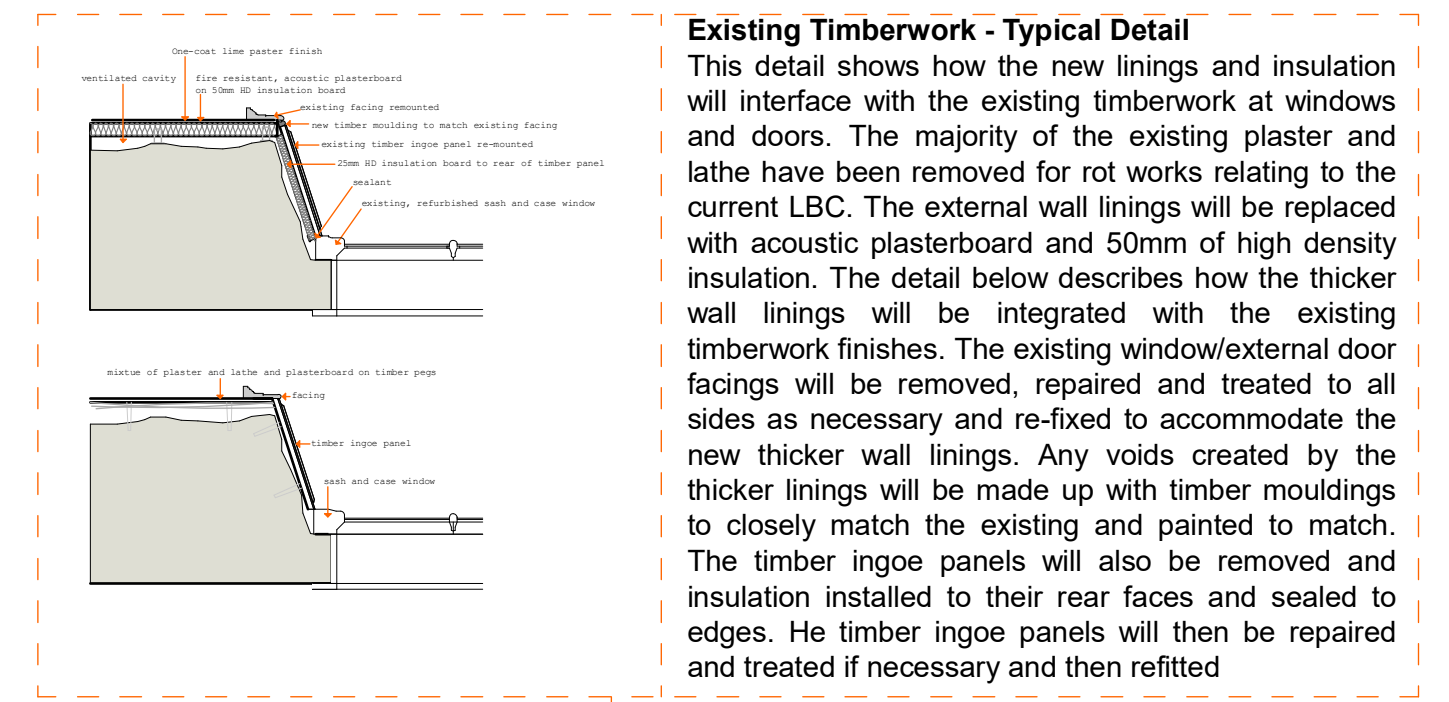 One-coat lime paster finish
ventilated cavity
fire resistant, acoustic plasterboard
on 50mm HD insulation board
existing facing remounted
new timber moulding to match existing facing
existing timber ingoe panel re-mounted
25mm HD insulation board to rear of timber panel
sealant
existing, refurbished sash and case window
mixtue of plaster and lathe and plasterboard on timber pegs
facing
timber ingoe panel
sash and case window
Existing Timberwork - Typical Detail
This detail shows how the new linings and insulation
will interface with the existing timberwork at windows
and doors. The majority of the existing plaster and
lathe have been removed for rot works relating to the
current LBC. The external wall linings will be replaced
with acoustic plasterboard and 50mm of high density
insulation. The detail below describes how the thicker
wall linings will be integrated with the existing
timberwork finishes. The existing window/external door
facings will be removed, repaired and treated to all
sides as necessary and re-fixed to accommodate the
new thicker wall linings. Any voids created by the
thicker linings will be made up with timber mouldings
to closely match the existing and painted to match.
The timber ingoe panels will also be removed and
insulation installed to their rear faces and sealed to
edges. He timber ingoe panels will then be repaired
and treated if necessary and then refitted